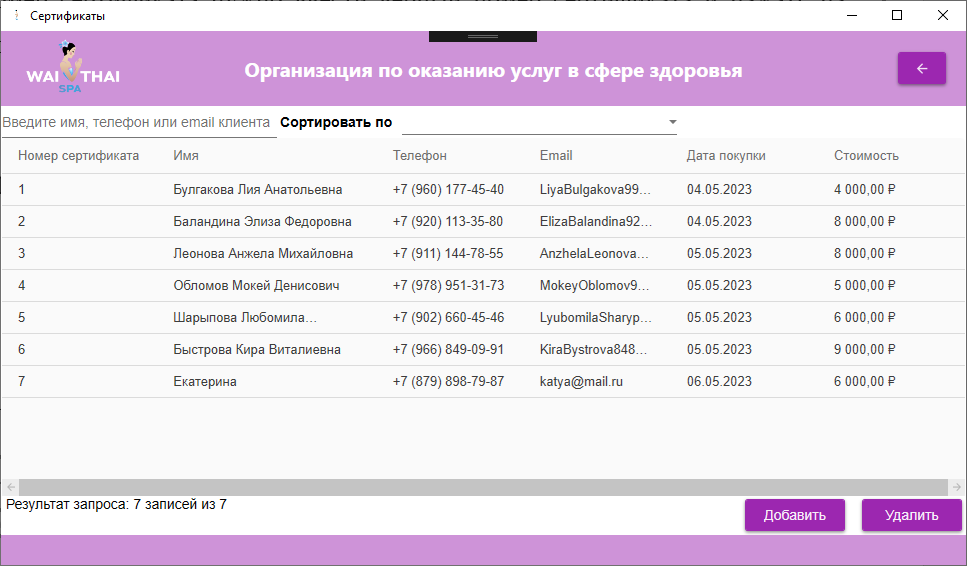 Сертификаты
WAI THAI
SPA
Организация по оказанию услуг в сфере здоровья
Введите имя, телефон или email клиента Сортировать по
Номер сертификата Имя Телефон Email Дата покупки Стоимость
1 Булгакова Лия Анатольевна +7 (960) 177-45-40 LiyaBulgakova99... 04.05.2023 4 000,00 ₽
2 Баландина Элиза Федоровна +7 (920) 113-35-80 ElizaBalandina92... 04.05.2023 8 000,00 ₽
3 Леонова Анжела Михайловна +7 (911) 144-78-55 AnzhelaLeonova... 05.05.2023 8 000,00 ₽
4 Обломов Мокей Денисович +7 (978) 951-31-73 MokeyOblomov9... 05.05.2023 5 000,00 ₽
5 Шарыпова Любомила... +7 (902) 660-45-46 LyubomilaSharyp... 05.05.2023 6 000,00 ₽
6 Быстрова Кира Виталиевна +7 (966) 849-09-91 KiraBystrova848... 05.05.2023 9 000,00 ₽
7 Екатерина +7 (879) 898-79-87 katya@mail.ru 06.05.2023 6 000,00 ₽
Результат запроса: 7 записей из 7
Добавить Удалить